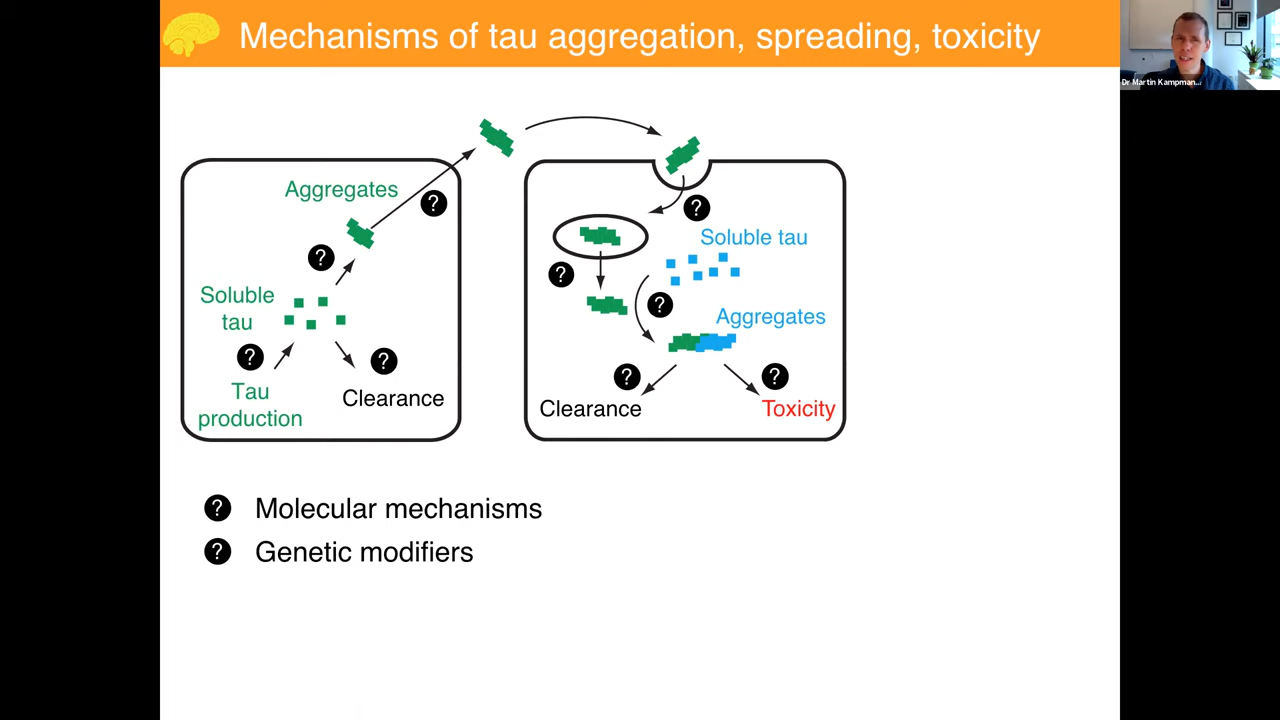 Mechanisms of tau aggregation, spreading, toxicity
Dr Martin Kampman...
Aggregates
?
?
Soluble
tau
?
?
Tau
production
Clearance
?
Soluble tau
?
?
Aggregates
?
?
Clearance
Toxicity
? Molecular mechanisms
? Genetic modifiers